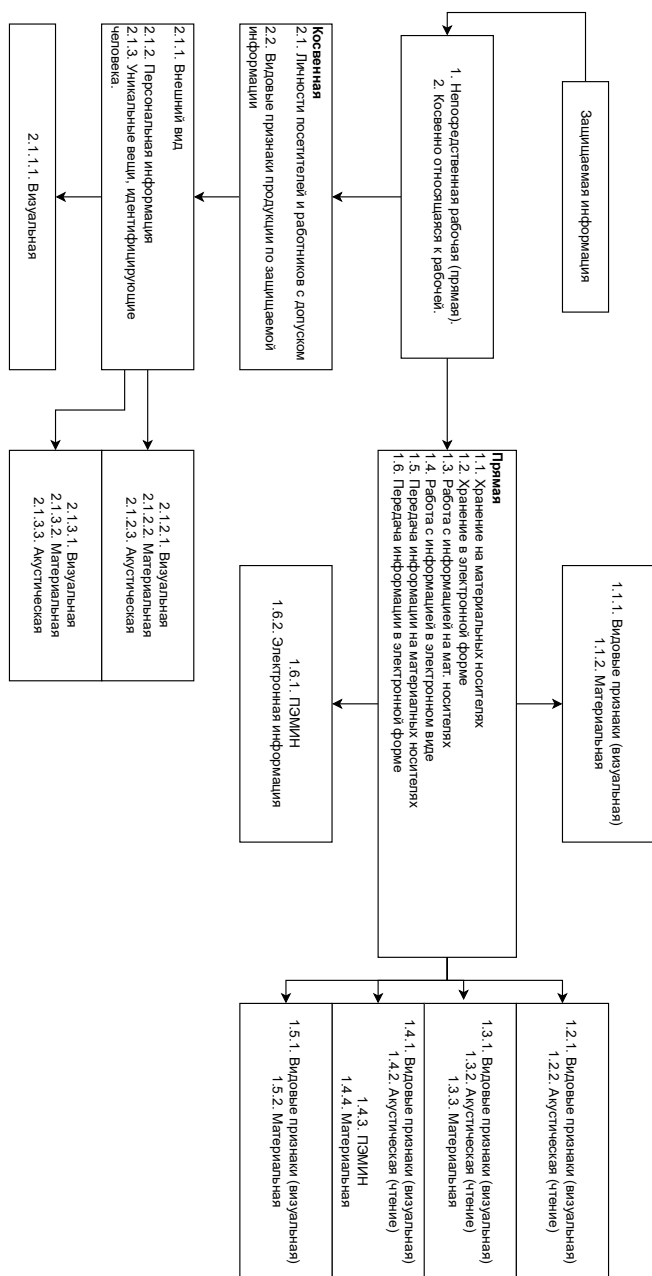 Защищаемая информация
1. Непосредственная рабочая (прямая).
2. Косвенно относящаяся к рабочей.
Косвенная
2.1. Личности посетителей и работников с допуском
2.2. Видовые признаки продукции по защищаемой
информации
2.1.1. Внешний вид
2.1.2. Персональная информация
2.1.3. Уникальные вещи, идентифицирующие
человека.
2.1.1.1. Визуальная
2.1.2.1. Визуальная
2.1.2.2. Материальная
2.1.2.3. Акустическая
2.1.3.1. Визуальная
2.1.3.2. Материальная
2.1.3.3. Акустическая
Прямая
1.1. Хранение на материальных носителях
1.2. Хранение в электронной форме
1.3. Работа с информацией на мат. носителях
1.4. Работа с информацией в электронном виде
1.5. Передача информации на материалных носителях
1.6. Передача информации в электронной форме
1.1.1. Видовые признаки (визуальная)
1.1.2. Материальная
1.6.1. ПЭМИН
1.6.2. Электронная информация
1.2.1. Видовые признаки (визуальная)
1.2.2. Акустическая (чтение)
1.3.1. Видовые признаки (визуальная)
1.3.2. Акустическая (чтение)
1.3.3. Материальная
1.4.1. Видовые признаки (визуальная)
1.4.2. Акустическая (чтение)
1.4.3. ПЭМИН
1.4.4. Материальная
1.5.1. Видовые признаки (визуальная)
1.5.2. Материальная